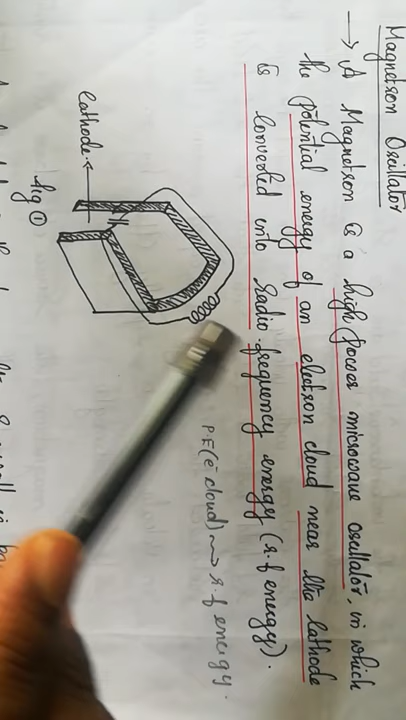 Magnetron Oscillator
→ A Magnetron is a high power microwave oscillator, in which
the potential energy of an electron cloud near the cathode
is converted into radio frequency energy (r.f energy).
PE(e⁻ cloud) ⟿ r.f energy.
Cathode
fig ①